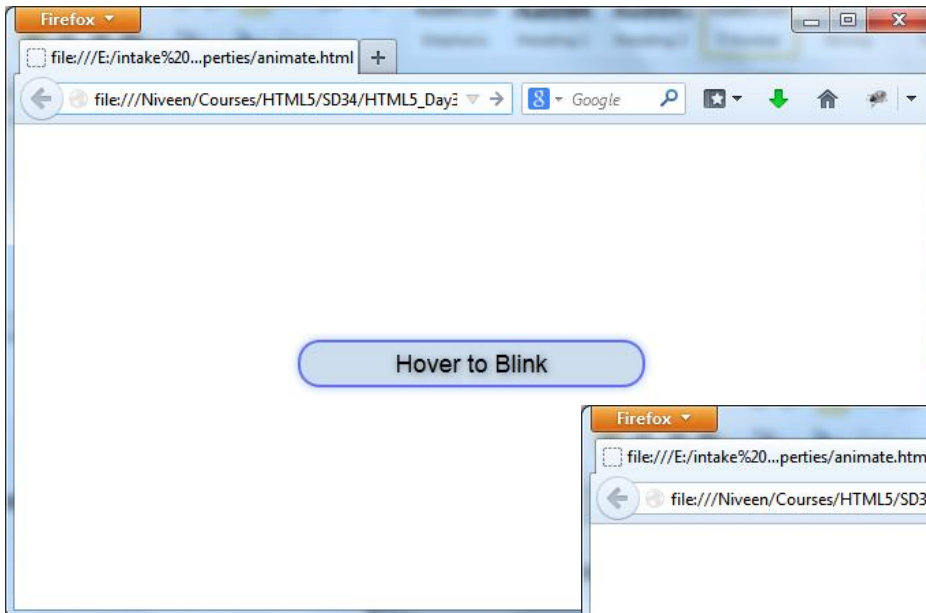 Firefox
file:///E:/intake%20...perties/animate.html
file:///Niveen/Courses/HTML5/SD34/HTML5_Day3
Google
Hover to Blink
Firefox
file:///E:/intake%20...perties/animate.htm
file:///Niveen/Courses/HTML5/SD3